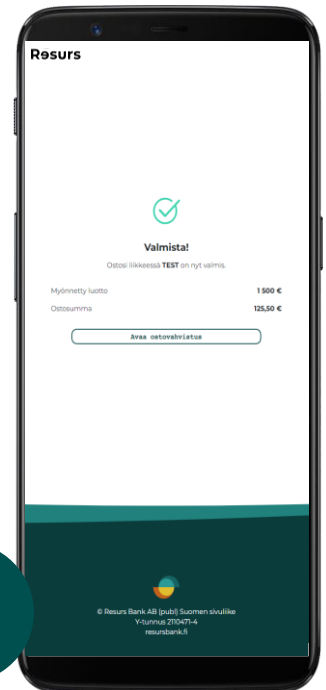 Resurs
Valmista!
Ostosi liikkeessä TEST on nyt valmis.
Myönnetty luotto 1 500 €
Ostosumma 125,50 €
Avaa ostovahvistus
© Resurs Bank AB (publ) Suomen sivuliike
Y-tunnus 2110471-4
resursbank.fi